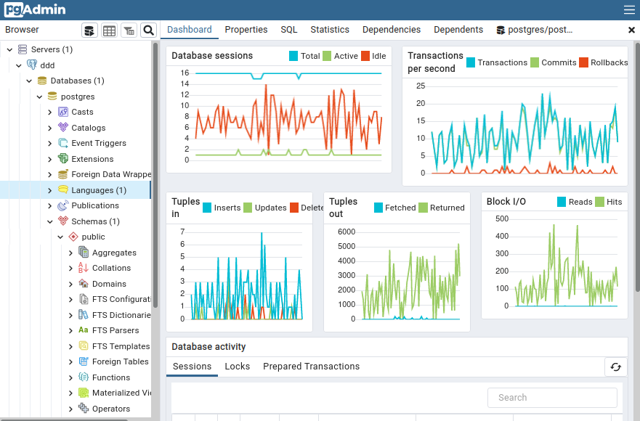 pgAdmin
Browser
Dashboard Properties SQL Statistics Dependencies Dependents postgres/post...
Servers (1)
ddd
Databases (1)
postgres
Casts
Catalogs
Event Triggers
Extensions
Foreign Data Wrappe
Languages (1)
Publications
Schemas (1)
public
Aggregates
Collations
Domains
FTS Configurati
FTS Dictionarie
FTS Parsers
FTS Templates
Foreign Tables
Functions
Materialized Vi
Operators
Database sessions
Total Active Idle
16
14
12
10
8
6
4
2
0
Transactions per second
Transactions Commits Rollbacks
25
20
15
10
5
0
Tuples in
Inserts Updates Delete
7
6
5
4
3
2
1
0
Tuples out
Fetched Returned
6000
5000
4000
3000
2000
1000
0
Block I/O
Reads Hits
500
400
300
200
100
0
Database activity
Sessions Locks Prepared Transactions
Search